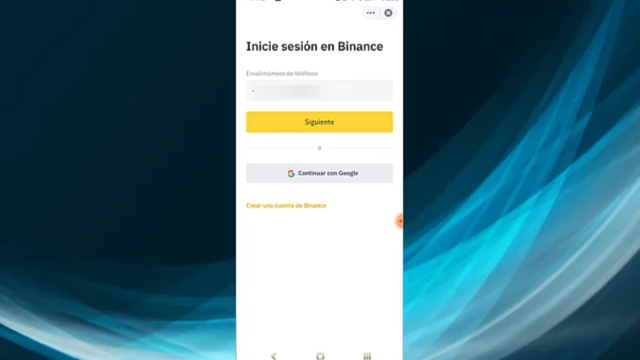 Inicie sesión en Binance
Email/número de teléfono
Siguiente
o
Continuar con Google
Crear una cuenta de Binance